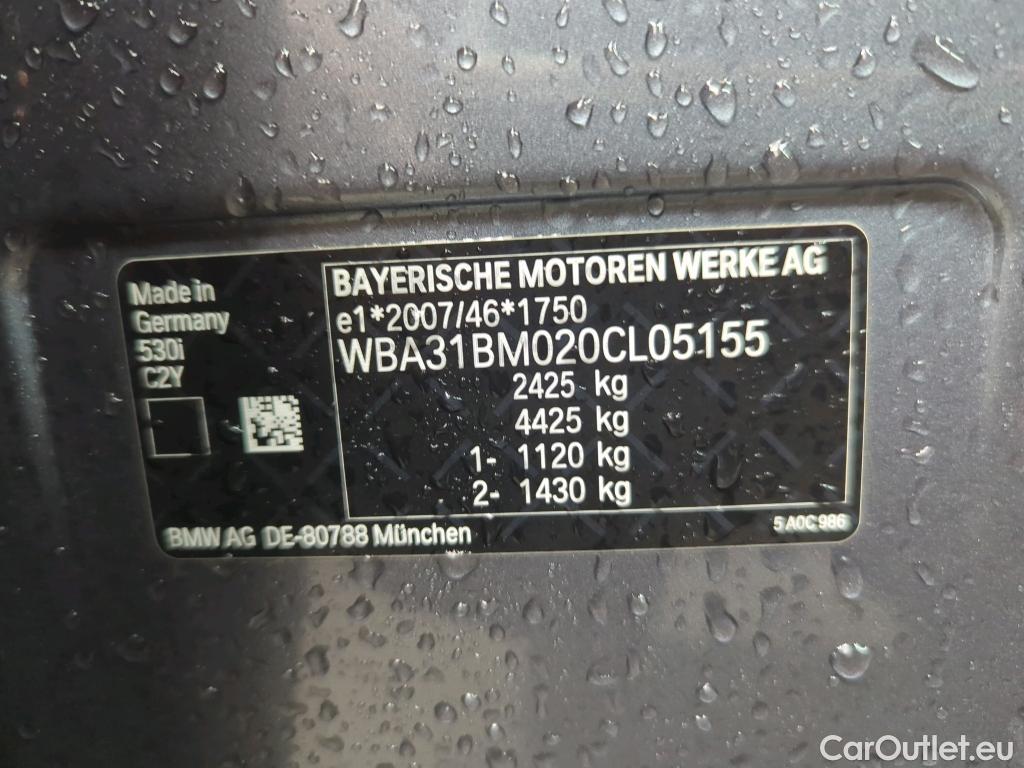 Made in
Germany
530i
C2Y
BAYERISCHE MOTOREN WERKE AG
e1*2007/46*1750
WBA31BM020CL05155
2425 kg
4425 kg
1- 1120 kg
2- 1430 kg
BMW AG DE-80788 München
5 A0C 986
CarOutlet.eu